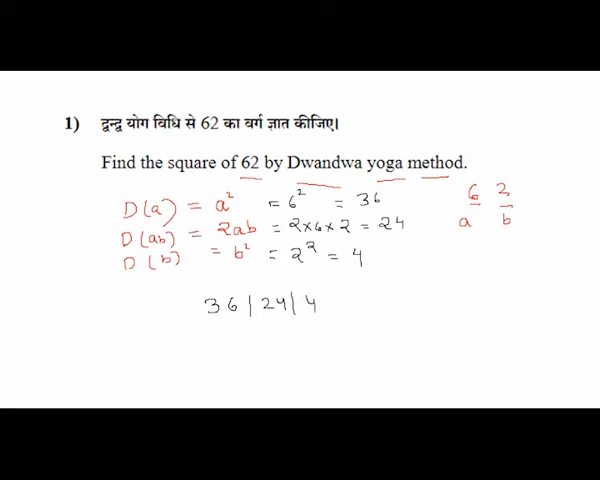 1) द्वन्द्व योग विधि से 62 का वर्ग ज्ञात कीजिए।
Find the square of 62 by Dwandwa yoga method.
D(a) = a² = 6² = 36
6 2
D(ab) = 2ab = 2×6×2 = 24
a b
D(b) = b² = 2² = 4
36|24|4